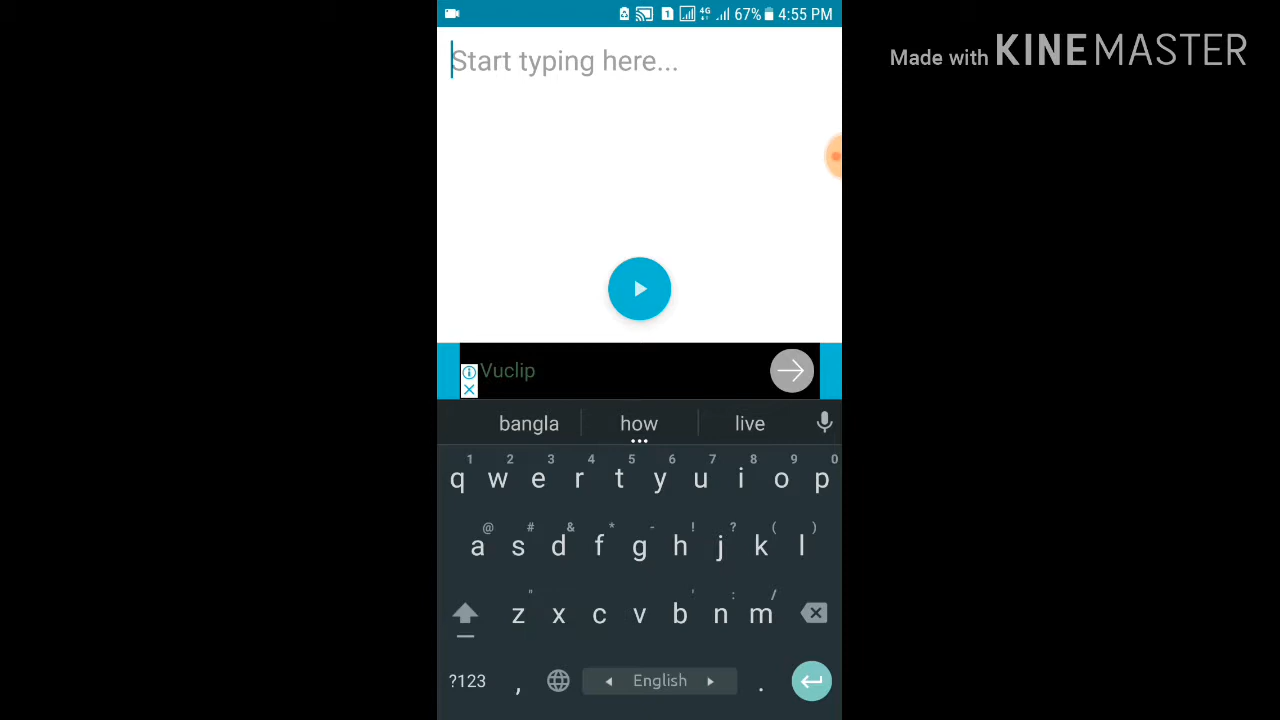 67% 4:55 PM
Made with KINEMASTER
Start typing here...
Vuclip
bangla how live
1 2 3 4 5 6 7 8 9 0
q w e r t y u i o p
@ # & * - ! ? ( )
a s d f g h j k l
" ' : /
z x c v b n m
?123 , English .